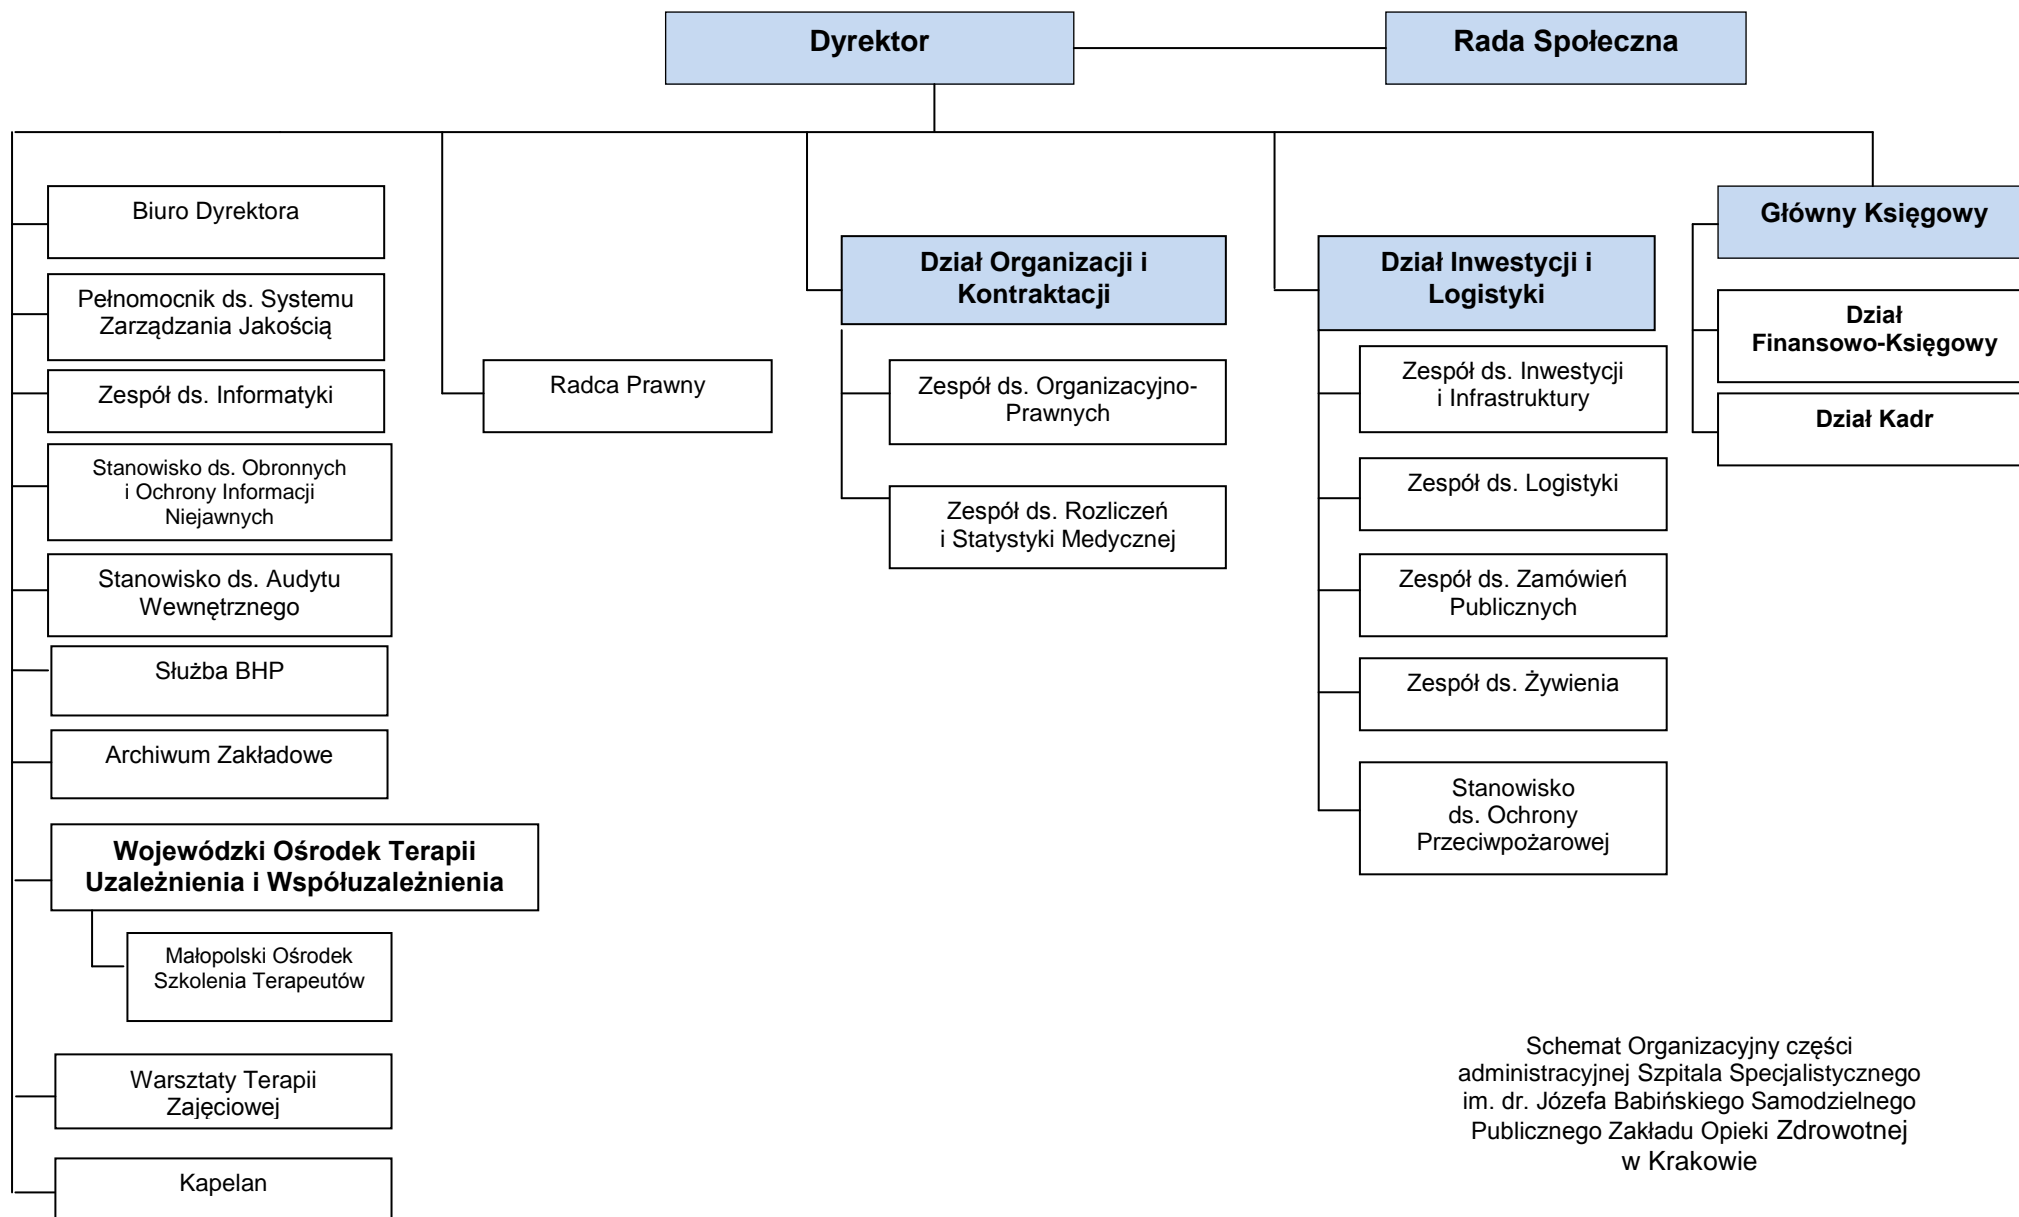 Dyrektor
Rada Społeczna
Biuro Dyrektora
Pełnomocnik ds. Systemu
Zarządzania Jakością
Zespół ds. Informatyki
Stanowisko ds. Obronnych
i Ochrony Informacji
Niejawnych
Stanowisko ds. Audytu
Wewnętrznego
Służba BHP
Archiwum Zakładowe
Wojewódzki Ośrodek Terapii
Uzależnienia i Współuzależnienia
Małopolski Ośrodek
Szkolenia Terapeutów
Warsztaty Terapii
Zajęciowej
Kapelan
Radca Prawny
Dział Organizacji i
Kontraktacji
Zespół ds. Organizacyjno-
Prawnych
Zespół ds. Rozliczeń
i Statystyki Medycznej
Dział Inwestycji i
Logistyki
Zespół ds. Inwestycji
i Infrastruktury
Zespół ds. Logistyki
Zespół ds. Zamówień
Publicznych
Zespół ds. Żywienia
Stanowisko
ds. Ochrony
Przeciwpożarowej
Główny Księgowy
Dział
Finansowo-Księgowy
Dział Kadr
Schemat Organizacyjny części
administracyjnej Szpitala Specjalistycznego
im. dr. Józefa Babińskiego Samodzielnego
Publicznego Zakładu Opieki Zdrowotnej
w Krakowie